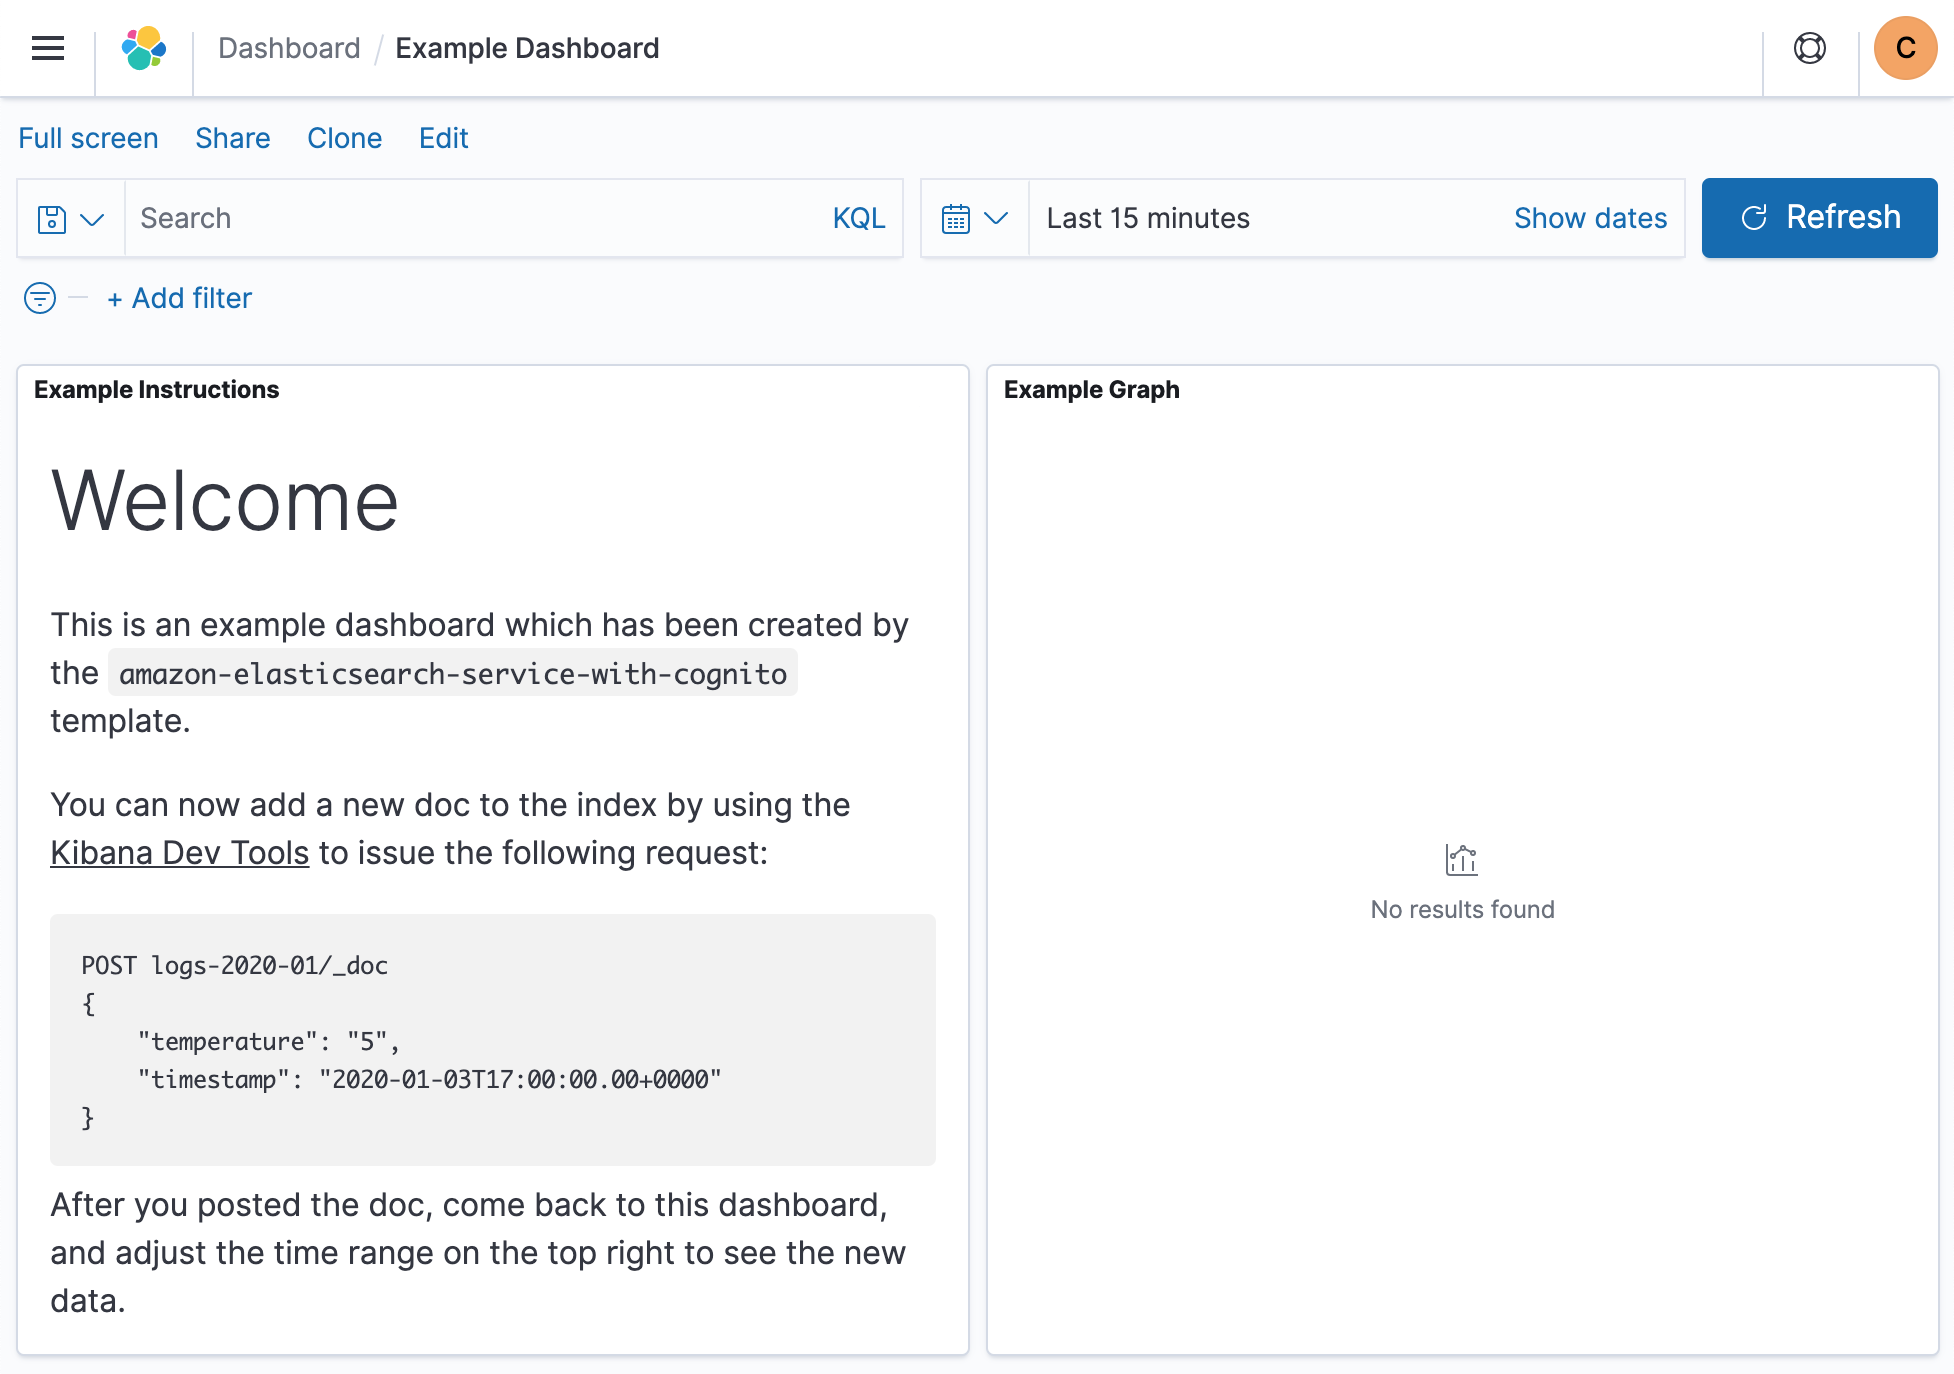 Dashboard / Example Dashboard
C
Full screen Share Clone Edit
Search KQL Last 15 minutes Show dates Refresh
+ Add filter
Example Instructions
Welcome
This is an example dashboard which has been created by
the amazon-elasticsearch-service-with-cognito
template.
You can now add a new doc to the index by using the
Kibana Dev Tools to issue the following request:
POST logs-2020-01/_doc
{
    "temperature": "5",
    "timestamp": "2020-01-03T17:00:00.00+0000"
}
After you posted the doc, come back to this dashboard,
and adjust the time range on the top right to see the new
data.
Example Graph
No results found